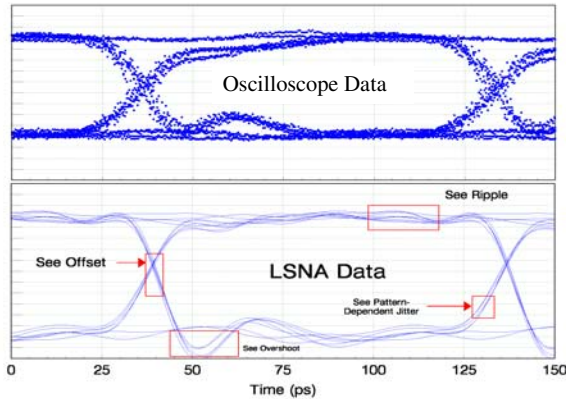 Oscilloscope Data
See Ripple
See Offset
LSNA Data
See Pattern-
Dependent Jitter
See Overshoot
0 25 50 75 100 125 150
Time (ps)